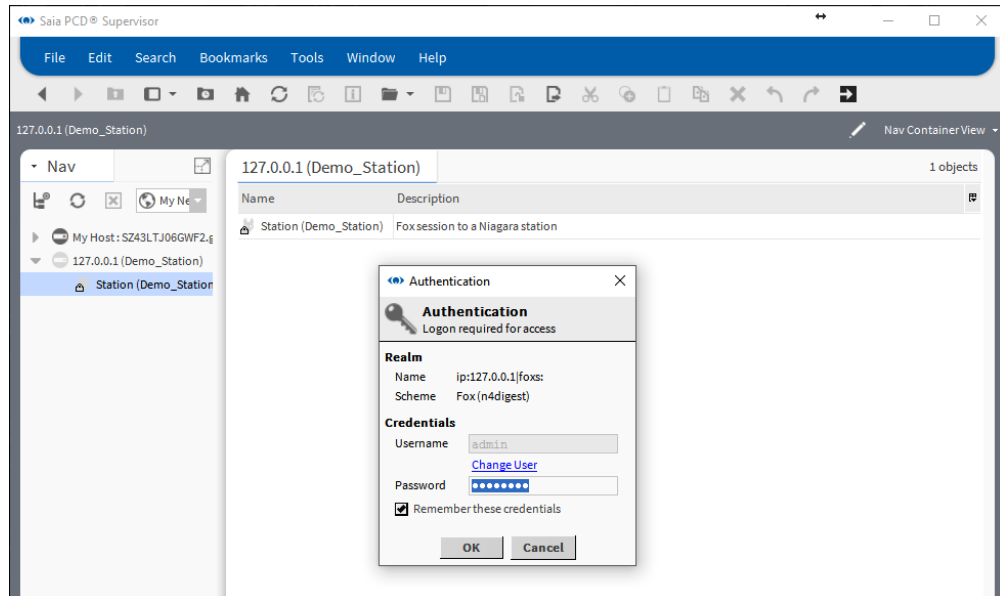 Saia PCD® Supervisor
File Edit Search Bookmarks Tools Window Help
127.0.0.1 (Demo_Station) Nav Container View
Nav
My Ne
My Host : SZ43LTJ06GWF2.g
127.0.0.1 (Demo_Station)
Station (Demo_Station
127.0.0.1 (Demo_Station) 1 objects
Name Description
Station (Demo_Station) Fox session to a Niagara station
Authentication
Authentication
Logon required for access
Realm
Name ip:127.0.0.1|foxs:
Scheme Fox (n4digest)
Credentials
Username admin
Change User
Password ••••••••
Remember these credentials
OK Cancel